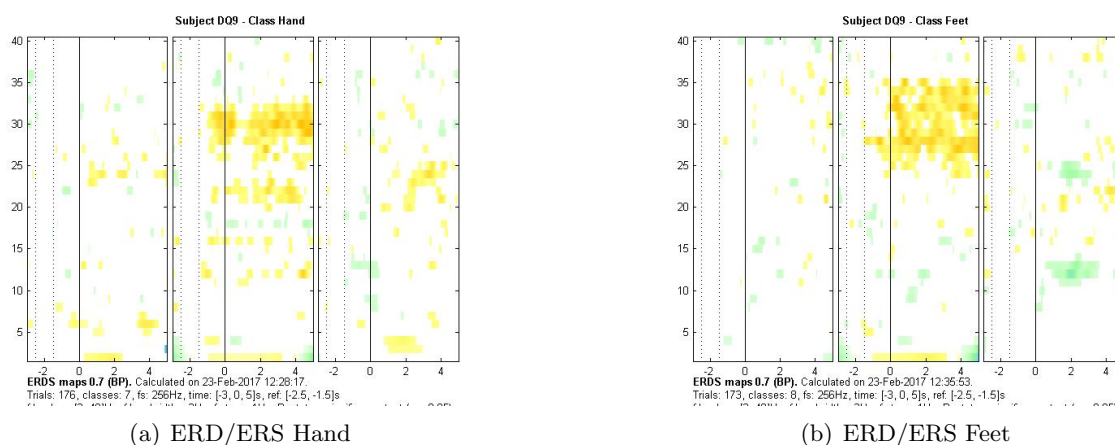 Subject DQ9 - Class Hand
40
35
30
25
20
15
10
5
-2 0 2 4 -2 0 2 4 -2 0 2 4
ERDS maps 0.7 (BP). Calculated on 23-Feb-2017 12:28:17.
Trials: 176, classes: 7, fs: 256Hz, time: [-3, 0, 5]s, ref: [-2.5, -1.5]s
(a) ERD/ERS Hand
Subject DQ9 - Class Feet
40
35
30
25
20
15
10
5
-2 0 2 4 -2 0 2 4 -2 0 2 4
ERDS maps 0.7 (BP). Calculated on 23-Feb-2017 12:35:53.
Trials: 173, classes: 8, fs: 256Hz, time: [-3, 0, 5]s, ref: [-2.5, -1.5]s
(b) ERD/ERS Feet